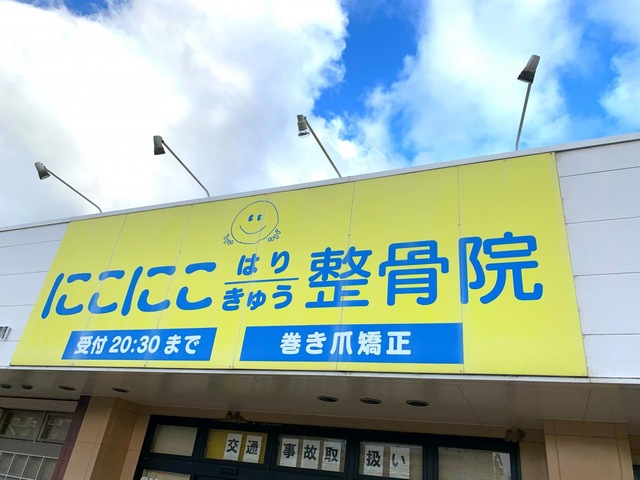 にこにこ はり きゅう 整骨院
受付 20:30 まで
巻き爪矯正
交通 事故取 扱い